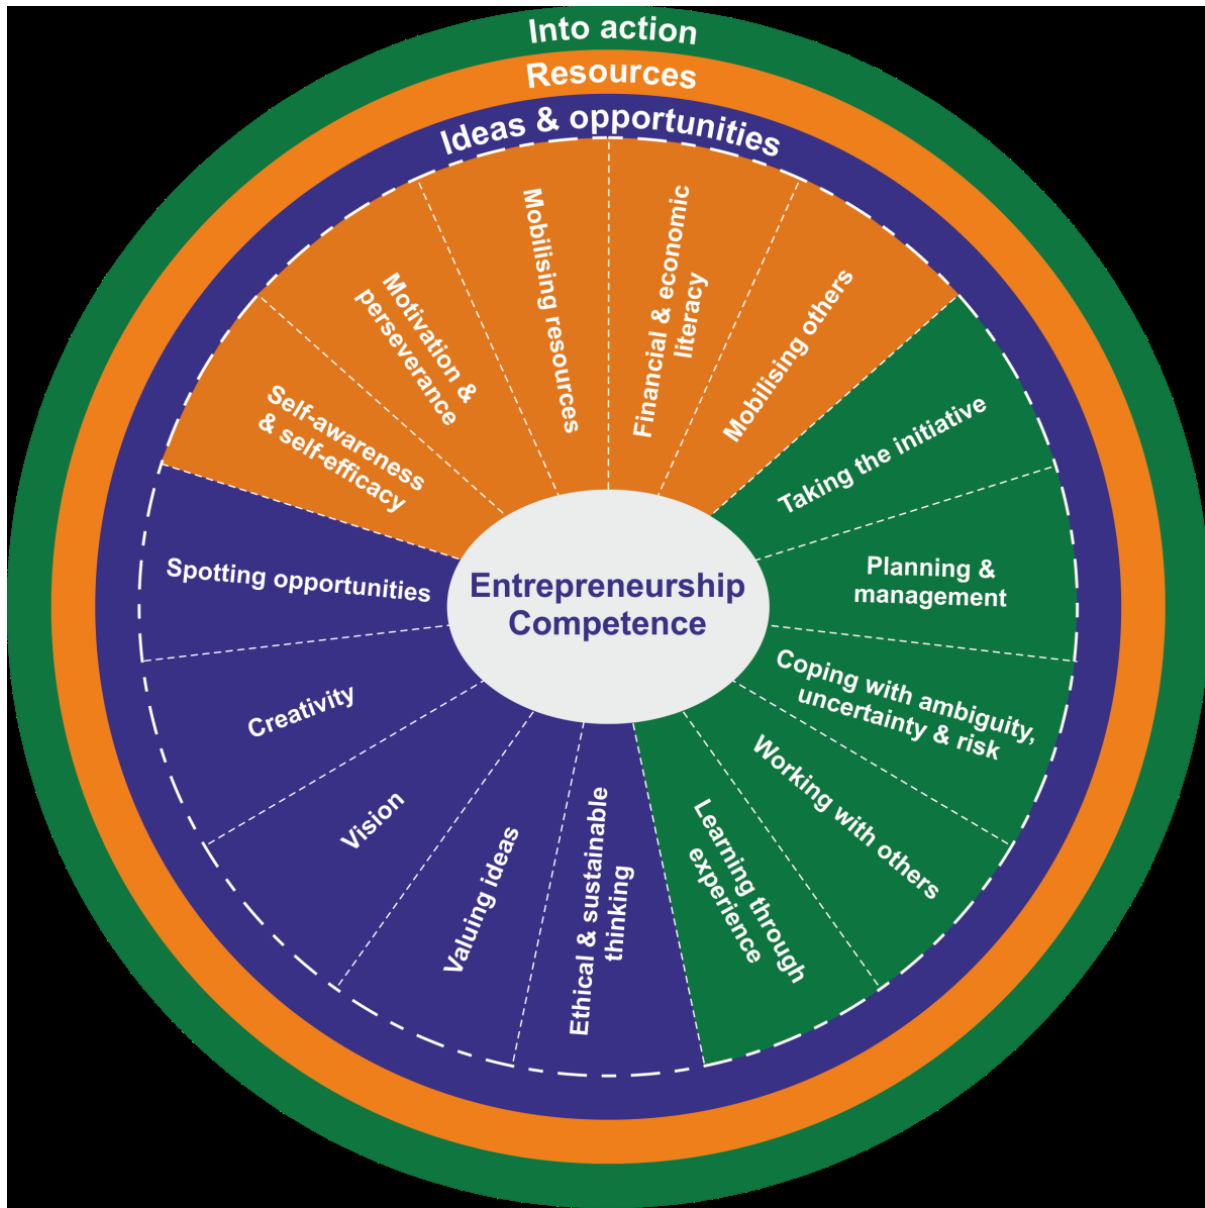 Into action
Resources
Ideas & opportunities
Self-awareness
& self-efficacy
Motivation &
perseverance
Mobilising resources
Financial & economic
literacy
Mobilising others
Taking the initiative
Planning &
management
Coping with ambiguity,
uncertainty & risk
Working with others
Learning through
experience
Ethical & sustainable
thinking
Valuing ideas
Vision
Creativity
Spotting opportunities
Entrepreneurship
Competence